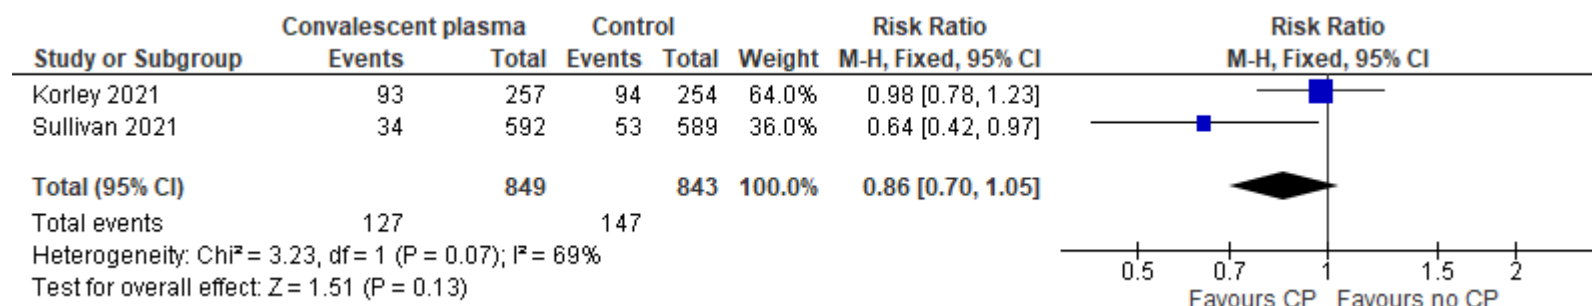 Convalescent plasma Control Risk Ratio Risk Ratio
Study or Subgroup Events Total Events Total Weight M-H, Fixed, 95% CI M-H, Fixed, 95% CI
Korley 2021 93 257 94 254 64.0% 0.98 [0.78, 1.23]
Sullivan 2021 34 592 53 589 36.0% 0.64 [0.42, 0.97]
Total (95% CI) 849 843 100.0% 0.86 [0.70, 1.05]
Total events 127 147
Heterogeneity: Chi² = 3.23, df = 1 (P = 0.07); I² = 69%
Test for overall effect: Z = 1.51 (P = 0.13)
0.5 0.7 1 1.5 2
Favours CP Favours no CP